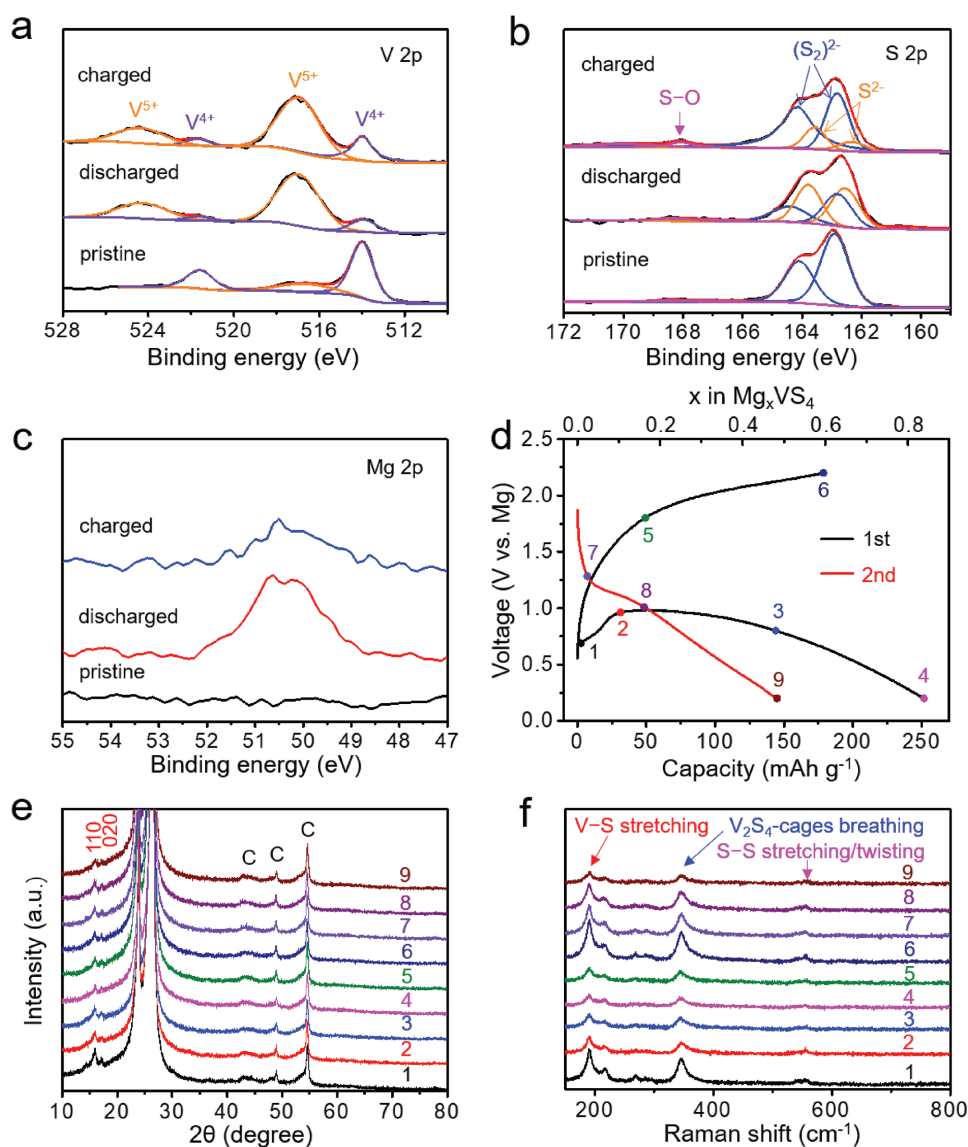 a
V 2p
charged
V⁵⁺
V⁴⁺
V⁵⁺
V⁴⁺
discharged
pristine
528 524 520 516 512
Binding energy (eV)
b
S 2p
charged
(S₂)²⁻
S–O
S²⁻
discharged
pristine
172 170 168 166 164 162 160
Binding energy (eV)
c
Mg 2p
charged
discharged
pristine
55 54 53 52 51 50 49 48 47
Binding energy (eV)
d
x in MgₓVS₄
0.0 0.2 0.4 0.6 0.8
2.5
2.0
1.5
1.0
0.5
0.0
Voltage (V vs. Mg)
6
5
7
8
3
2
1
9
4
1st
2nd
0 50 100 150 200 250
Capacity (mAh g⁻¹)
e
110
020
C
C
C
9
8
7
6
5
4
3
2
1
Intensity (a.u.)
10 20 30 40 50 60 70 80
2θ (degree)
f
V–S stretching
V₂S₄-cages breathing
S–S stretching/twisting
9
8
7
6
5
4
3
2
1
200 400 600 800
Raman shift (cm⁻¹)